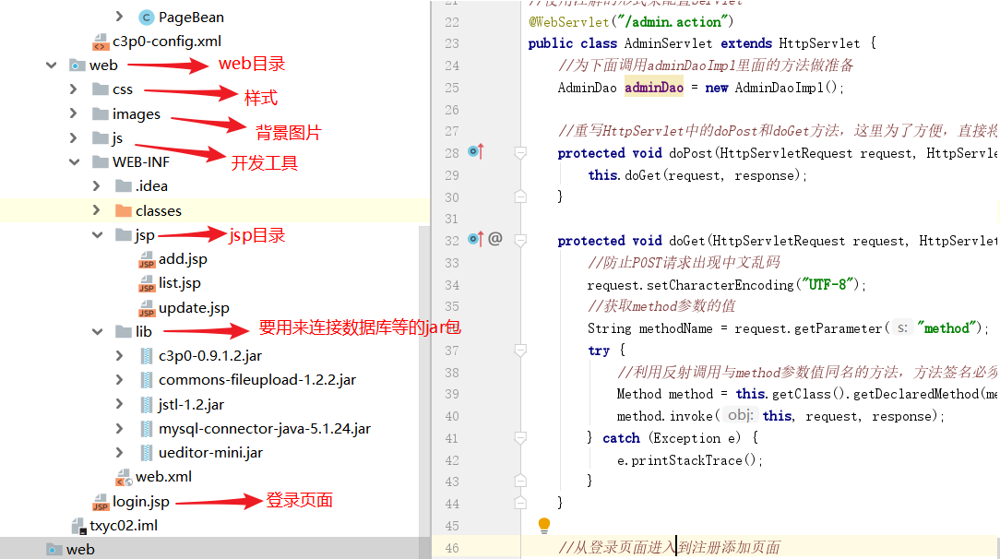 PageBean
c3p0-config.xml
web
web目录
css
样式
images
背景图片
js
开发工具
WEB-INF
.idea
classes
jsp
jsp目录
add.jsp
list.jsp
update.jsp
lib
要用来连接数据库等的jar包
c3p0-0.9.1.2.jar
commons-fileupload-1.2.2.jar
jstl-1.2.jar
mysql-connector-java-5.1.24.jar
ueditor-mini.jar
web.xml
login.jsp
登录页面
txyc02.iml
web
21 //使用注解的形式来配置Servlet
22 @WebServlet("/admin.action")
23 public class AdminServlet extends HttpServlet {
24 //为下面调用adminDaoImpl里面的方法做准备
25 AdminDao adminDao = new AdminDaoImpl();
26
27 //重写HttpServlet中的doPost和doGet方法，这里为了方便，直接将
28 protected void doPost(HttpServletRequest request, HttpServle
29 this.doGet(request, response);
30 }
31
32 @ protected void doGet(HttpServletRequest request, HttpServlet
33 //防止POST请求出现中文乱码
34 request.setCharacterEncoding("UTF-8");
35 //获取method参数的值
String methodName = request.getParameter( s: "method");
37 try {
38 //利用反射调用与method参数值同名的方法，方法签名必须
39 Method method = this.getClass().getDeclaredMethod(me
40 method.invoke( obj: this, request, response);
41 } catch (Exception e) {
42 e.printStackTrace();
43 }
44 }
45
46 //从登录页面进入到注册添加页面